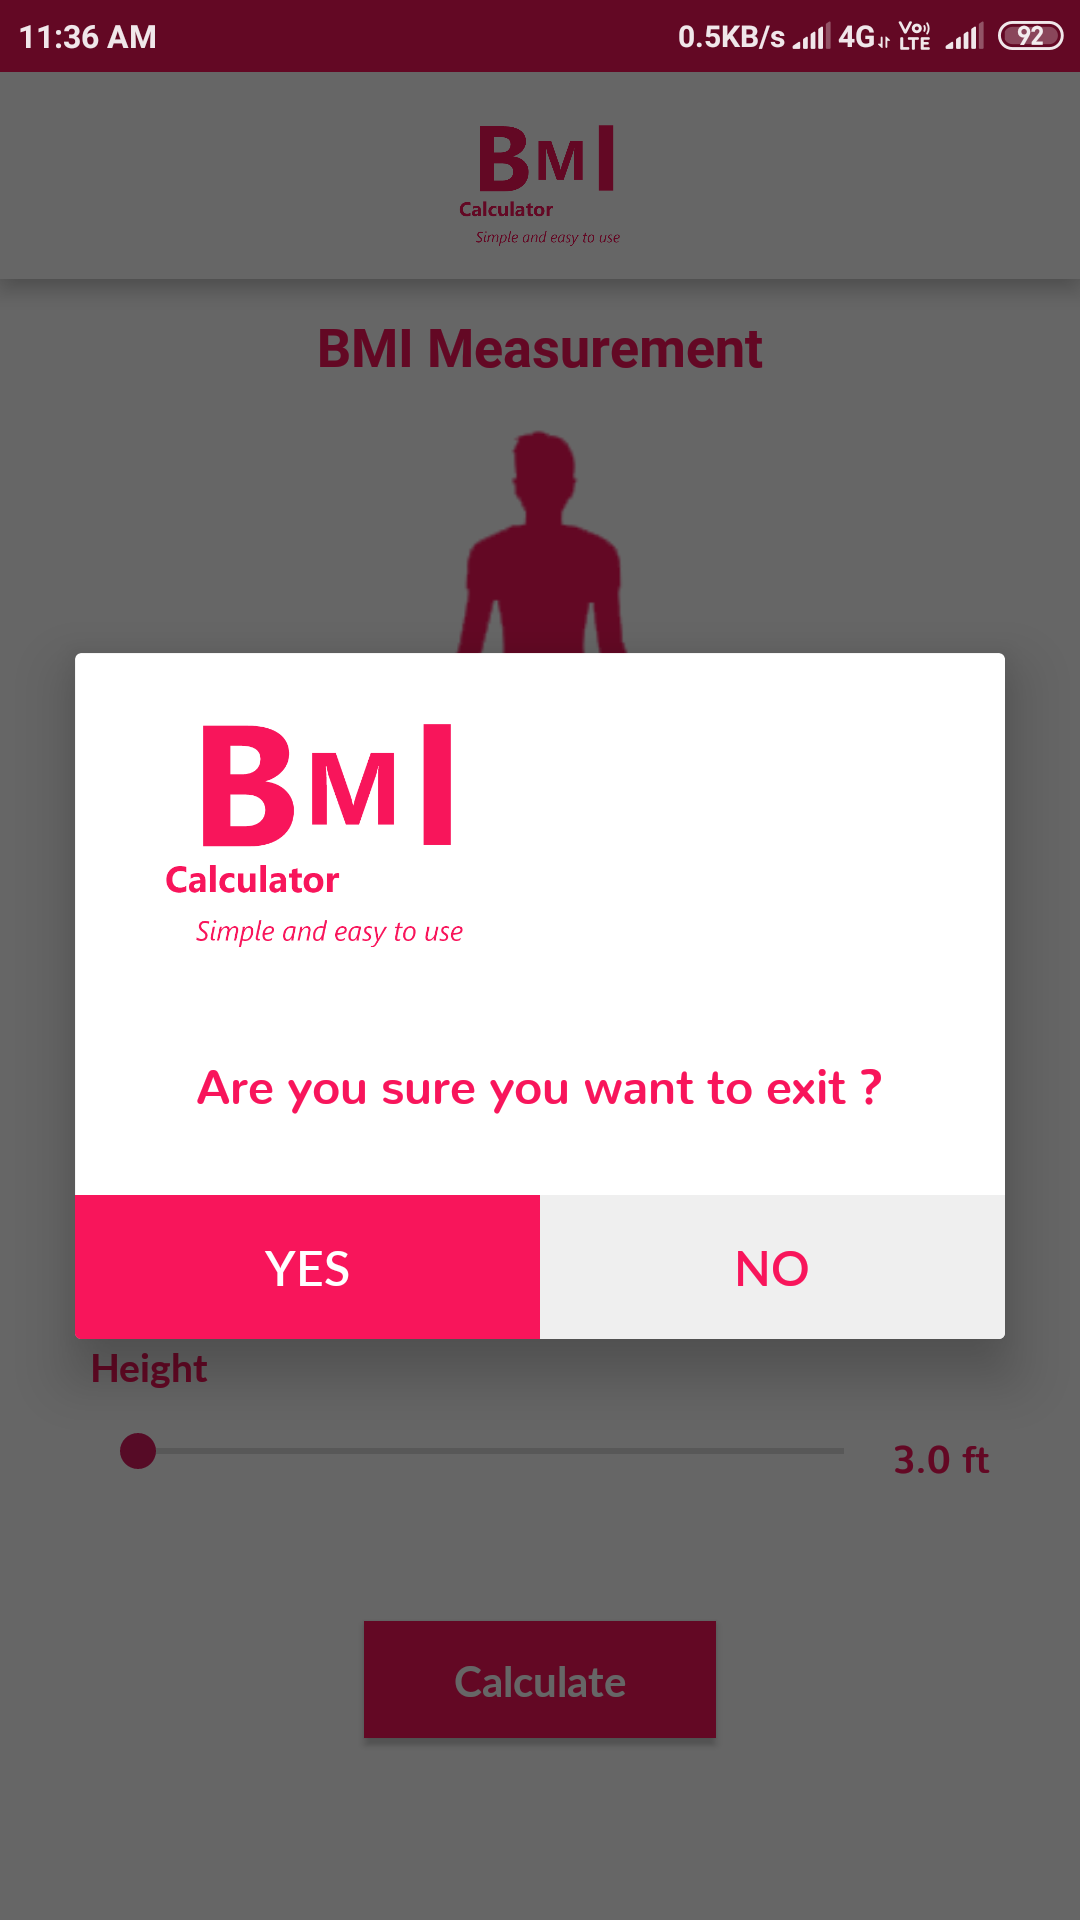 11:36 AM 0.5KB/s 4G Vo LTE 92
BMI
Calculator
Simple and easy to use
BMI Measurement
BMI
Calculator
Simple and easy to use
Are you sure you want to exit ?
YES NO
Height
3.0 ft
Calculate